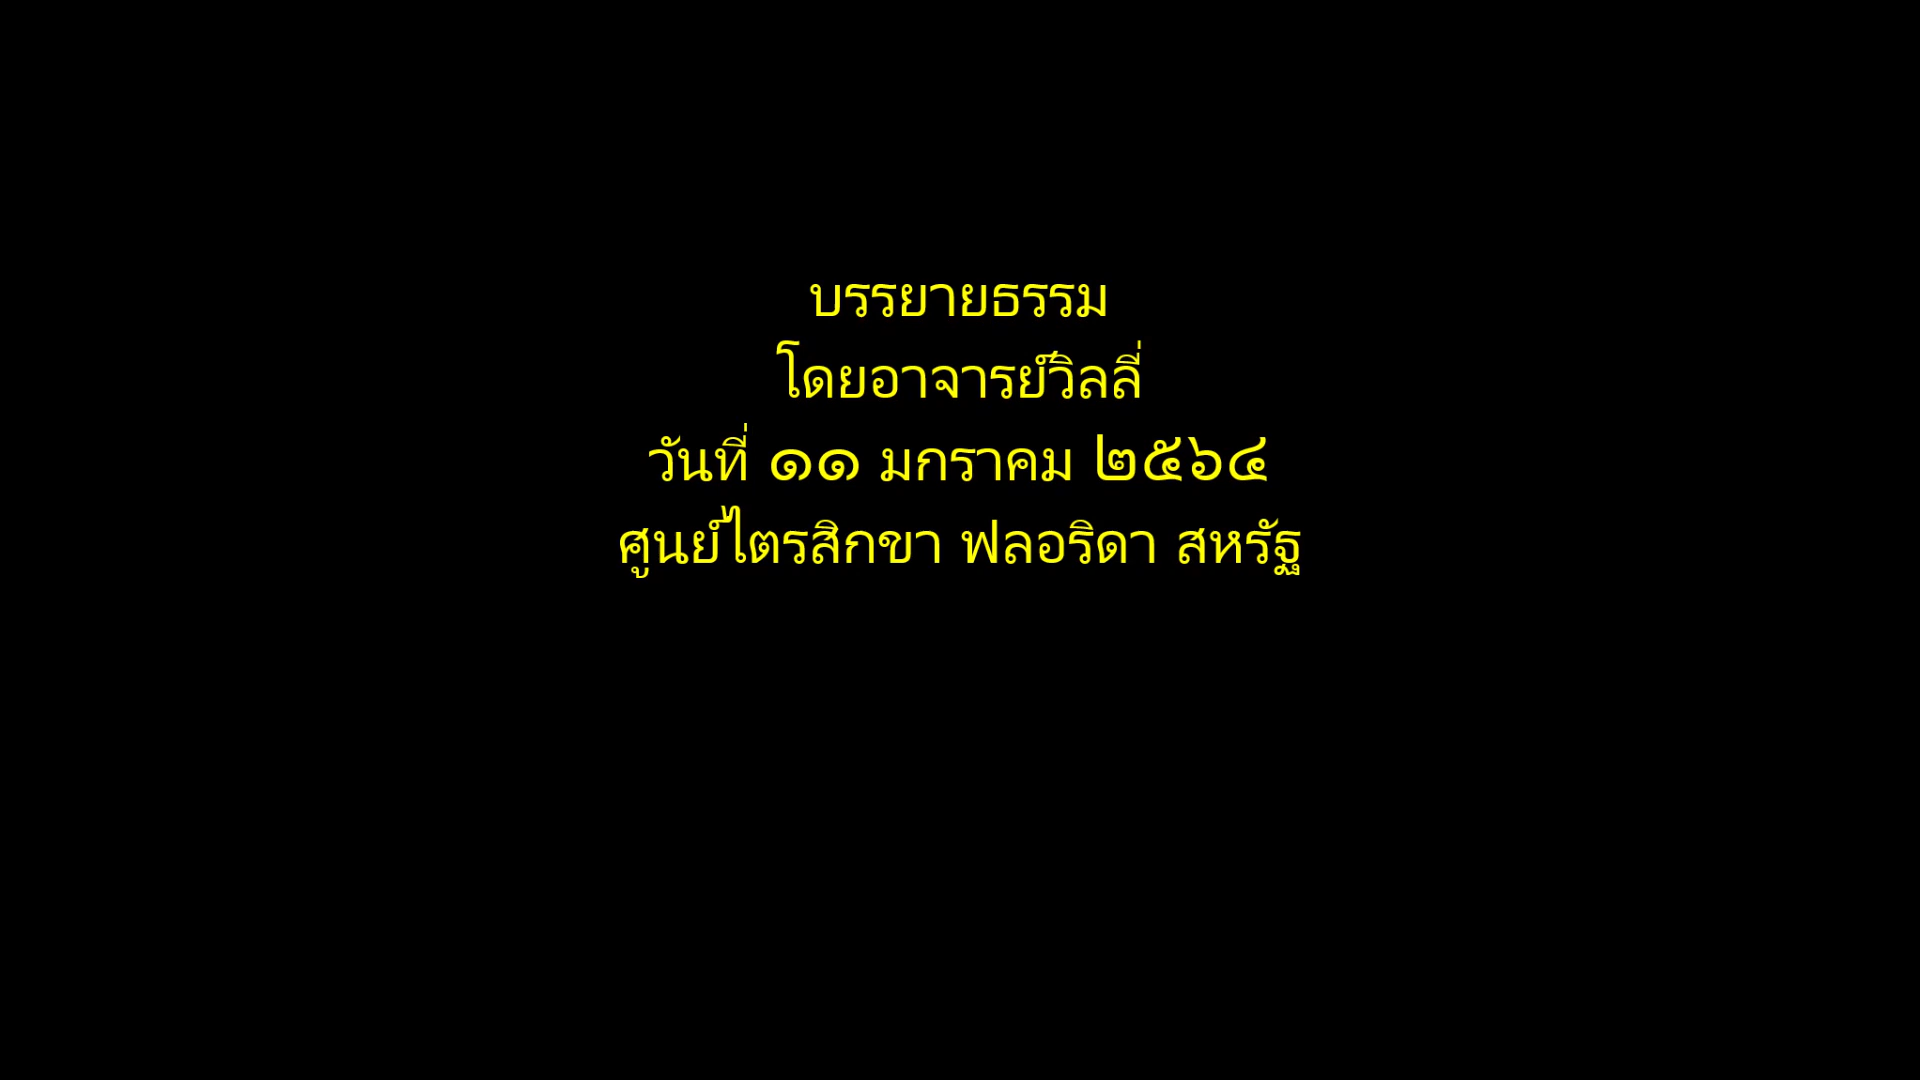 บรรยายธรรม
โดยอาจารย์วิลลี่
วันที่ ๑๑ มกราคม ๒๕๖๔
ศูนย์ไตรสิกขา ฟลอริดา สหรัฐ